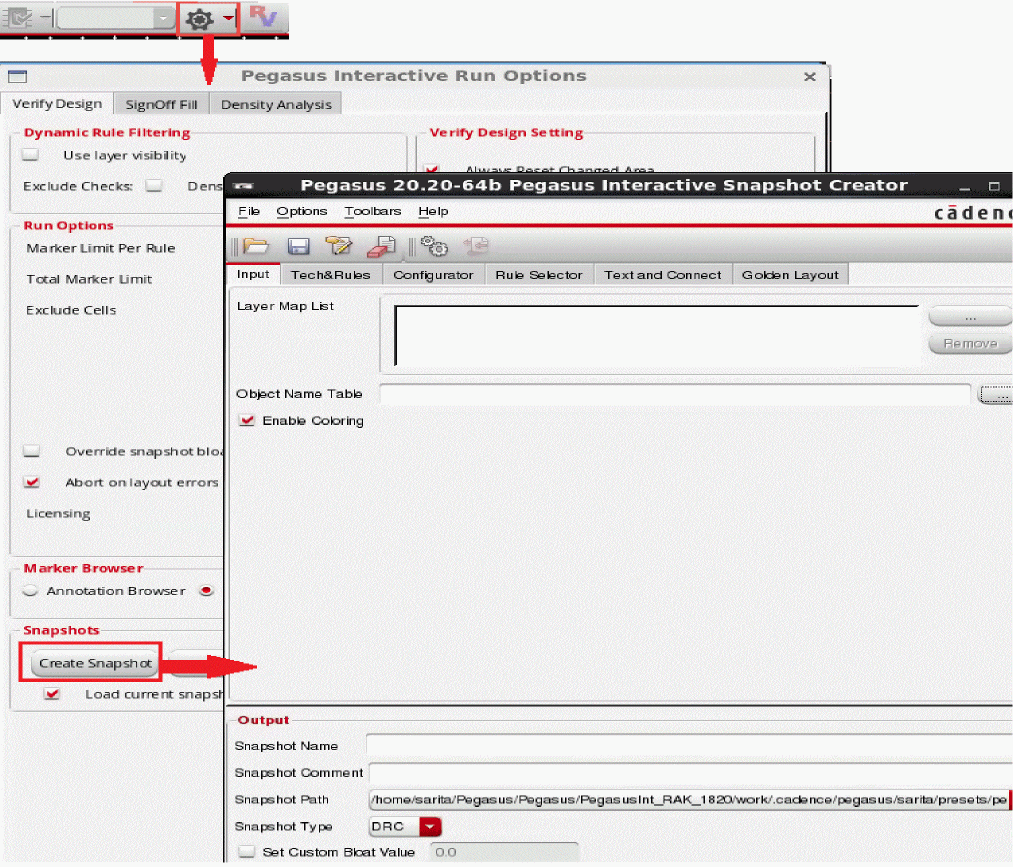 RV
Pegasus Interactive Run Options
Verify Design SignOff Fill Density Analysis
Dynamic Rule Filtering
Use layer visibility
Exclude Checks: Dens
Verify Design Setting
Always Reset Changed Area
Run Options
Marker Limit Per Rule
Total Marker Limit
Exclude Cells
Override snapshot bloa
Abort on layout errors
Licensing
Marker Browser
Annotation Browser
Snapshots
Create Snapshot
Load current snapsh
Pegasus 20.20-64b Pegasus Interactive Snapshot Creator
File Options Toolbars Help
cādenc
Input Tech&Rules Configurator Rule Selector Text and Connect Golden Layout
Layer Map List
...
Remove
Object Name Table
...
Enable Coloring
Output
Snapshot Name
Snapshot Comment
Snapshot Path /home/sarita/Pegasus/Pegasus/PegasusInt_RAK_1820/work/.cadence/pegasus/sarita/presets/pe
Snapshot Type DRC
Set Custom Bloat Value 0.0